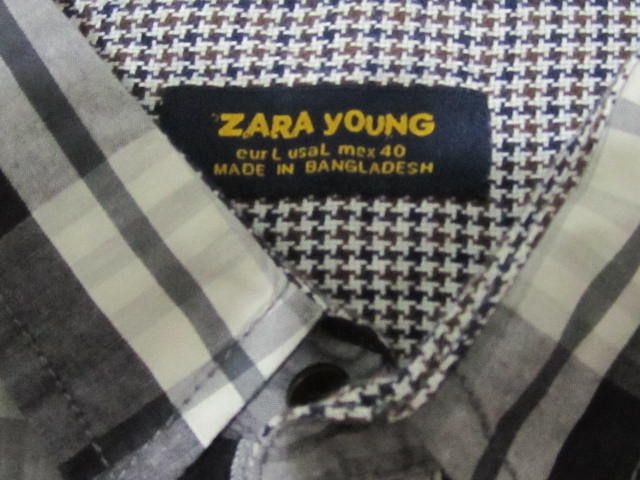 ZARA YOUNG
eur L usa L mex 40
MADE IN BANGLADESH